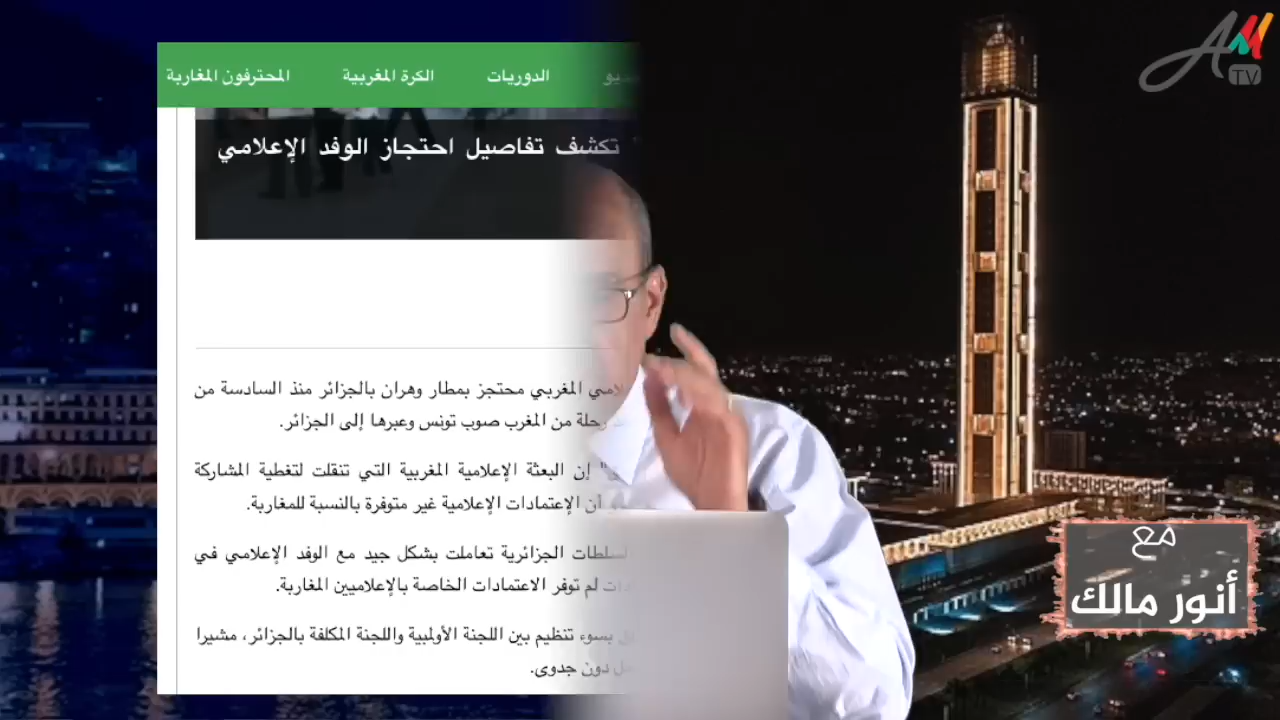 المحترفون المغاربة الكرة المغربية الدوريات
تكشف تفاصيل احتجاز الوفد الإعلامي
المغربي محتجز بمطار وهران بالجزائر منذ السادسة من
رحلة من المغرب صوب تونس وعبرها إلى الجزائر.
إن البعثة الإعلامية المغربية التي تنقلت لتغطية المشاركة
أن الإعتمادات الإعلامية غير متوفرة بالنسبة للمغاربة.
السلطات الجزائرية تعاملت بشكل جيد مع الوفد الإعلامي في
لم توفر الاعتمادات الخاصة بالإعلاميين المغاربة.
بسوء تنظيم بين اللجنة الأولمبية واللجنة المكلفة بالجزائر، مشيرا
دون جدوى.
AM
TV
مع
أنور مالك